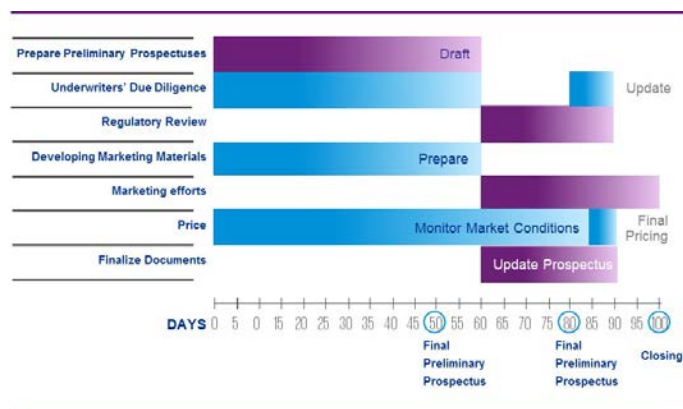 Prepare Preliminary Prospectuses
Draft
Underwriters' Due Diligence
Update
Regulatory Review
Developing Marketing Materials
Prepare
Marketing efforts
Price
Monitor Market Conditions
Final
Pricing
Finalize Documents
Update Prospectus
DAYS 0 5 0 15 20 25 30 35 40 45 50 55 60 65 70 75 80 85 90 95 100
Final
Preliminary
Prospectus
Final
Preliminary
Prospectus
Closing